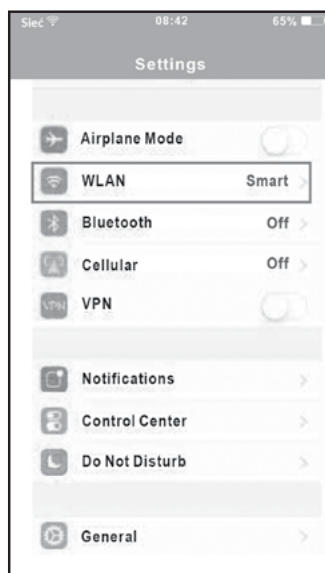 Sieć 08:42 65%
Settings
Airplane Mode
WLAN Smart
Bluetooth Off
Cellular Off
VPN VPN
Notifications
Control Center
Do Not Disturb
General